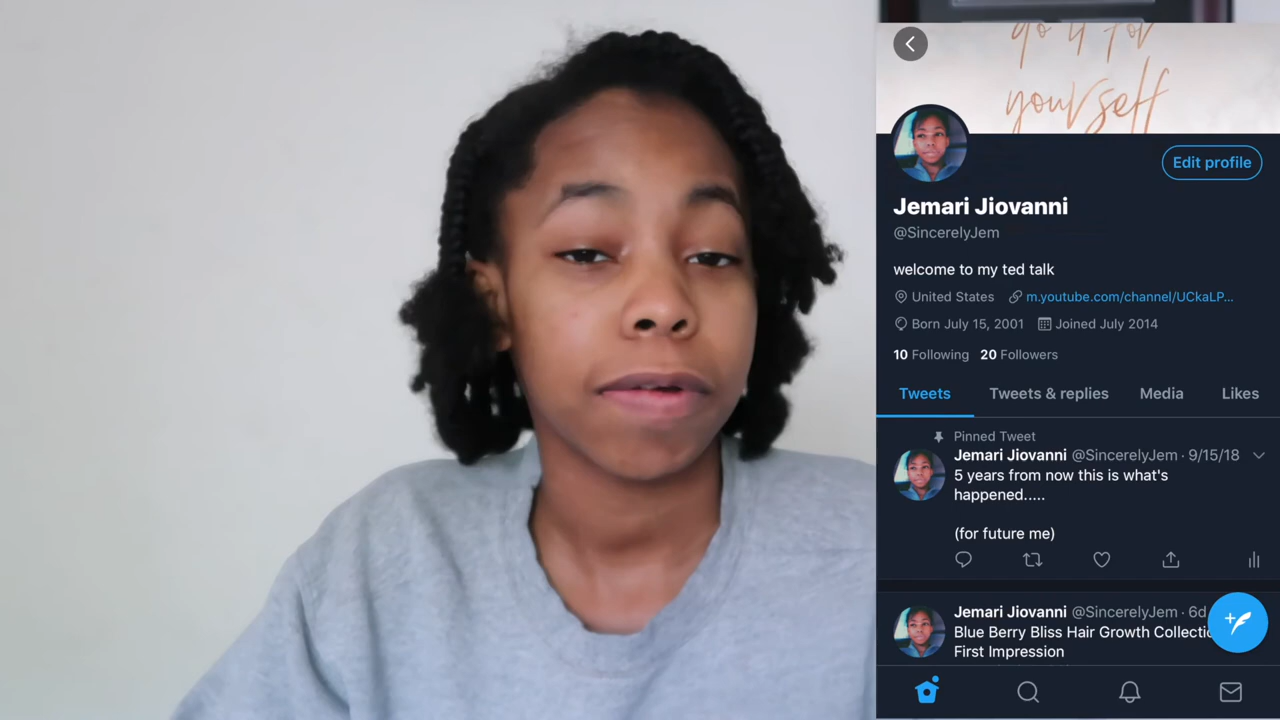 go it for
yourself
Edit profile
Jemari Jiovanni
@SincerelyJem
welcome to my ted talk
United States m.youtube.com/channel/UCkaLP...
Born July 15, 2001 Joined July 2014
10 Following 20 Followers
Tweets Tweets & replies Media Likes
Pinned Tweet
Jemari Jiovanni @SincerelyJem · 9/15/18
5 years from now this is what's
happened.....
(for future me)
Jemari Jiovanni @SincerelyJem · 6d
Blue Berry Bliss Hair Growth
First Impression